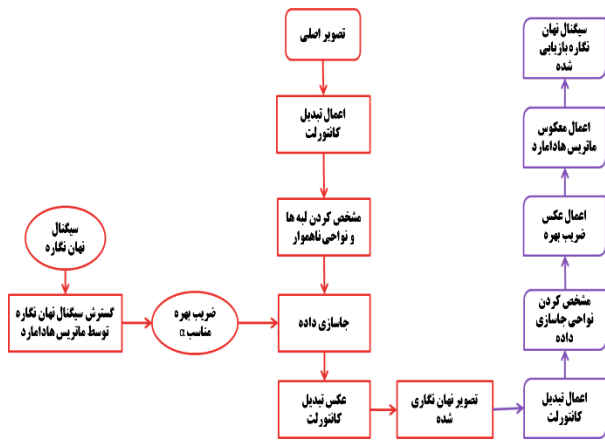 تصویر اصلی
اعمال تبدیل
کانتورلت
مشخص کردن لبه ها
و نواحی ناهموار
سیگنال
نهان نگاره
گسترش سیگنال نهان نگاره
توسط ماتریس هادامارد
ضریب بهره
مناسب α
جاسازی داده
عکس تبدیل
کانتورلت
تصویر نهان نگاری
شده
اعمال تبدیل
کانتورلت
مشخص کردن
نواحی جاسازی
داده
اعمال عکس
ضریب بهره
اعمال معکوس
ماتریس هادامارد
سیگنال نهان
نگاره بازیابی
شده